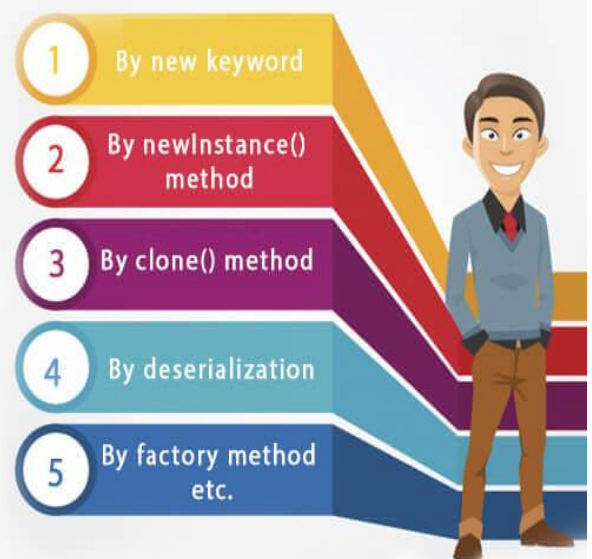 1
By new keyword
2
By newInstance()
method
3
By clone() method
4
By deserialization
5
By factory method
etc.